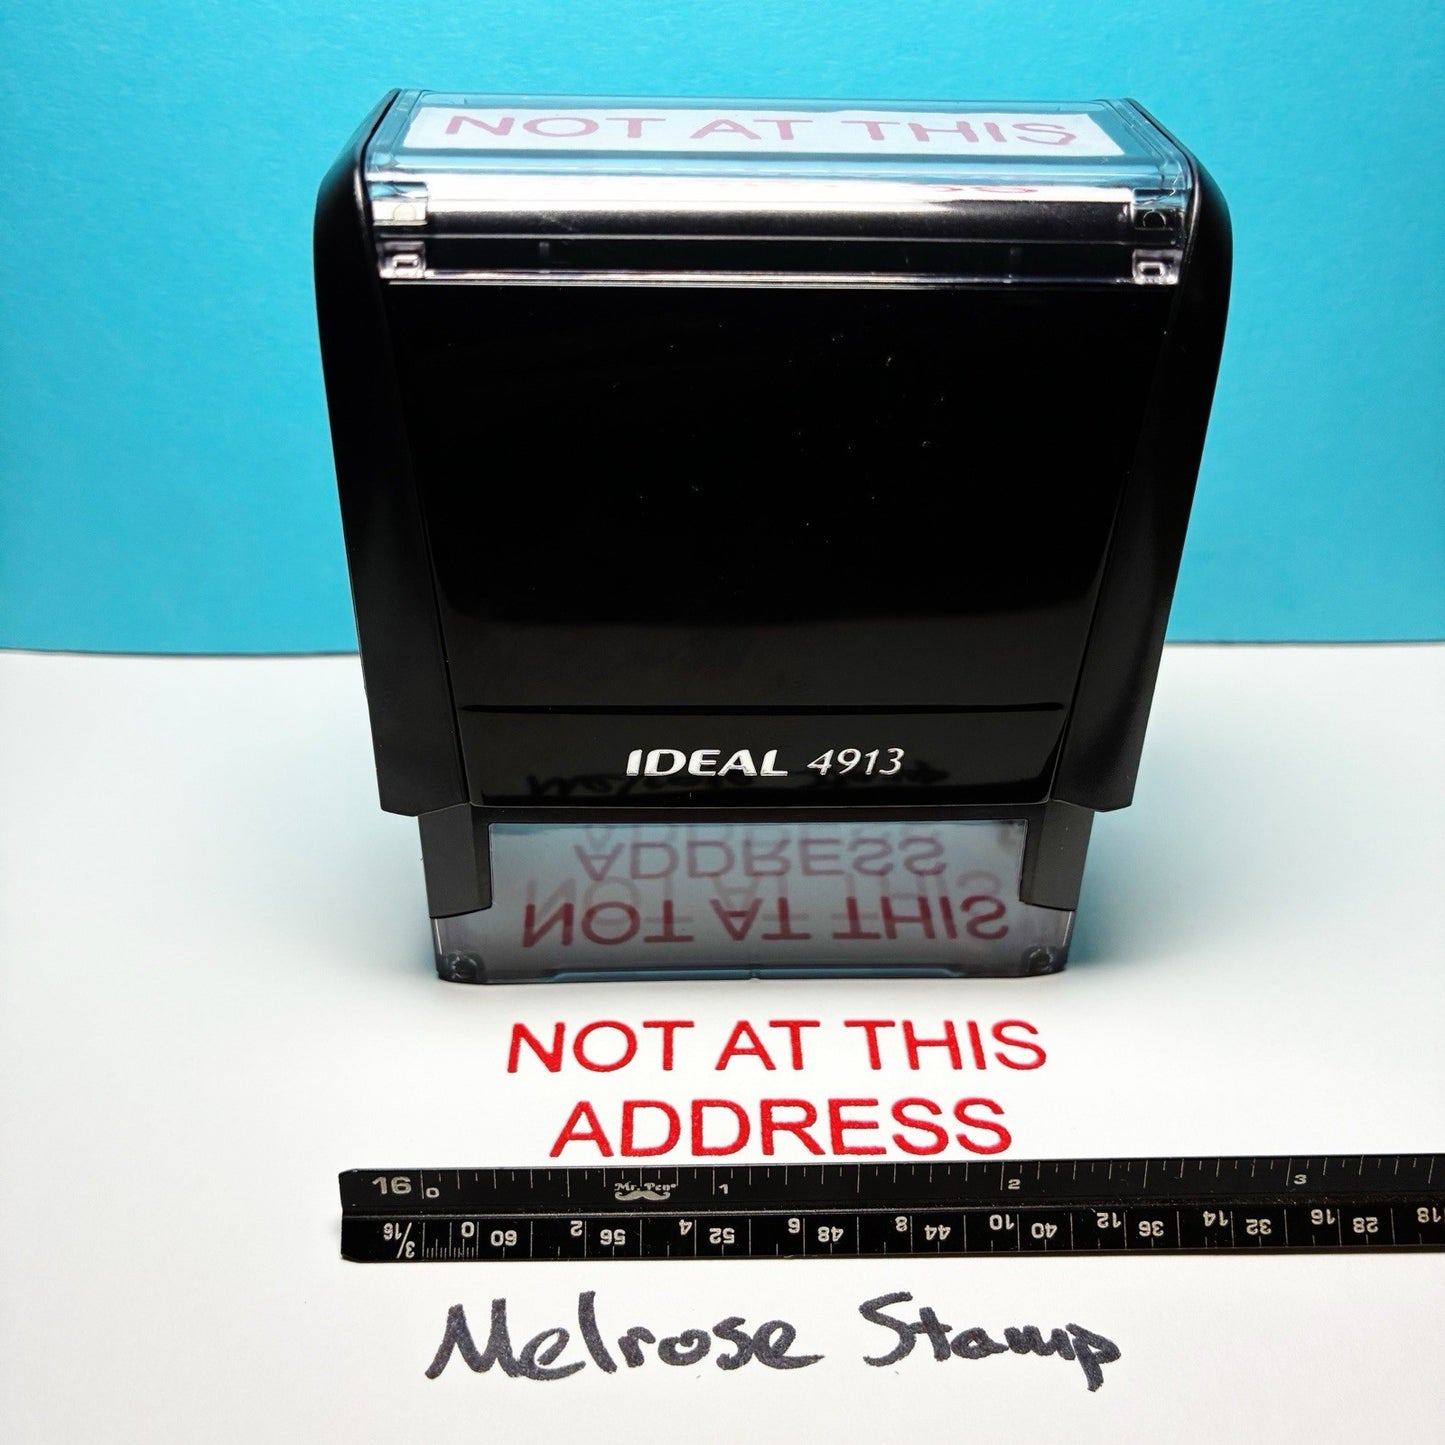 NOT AT THIS
IDEAL 4913
ADDRESS
NOT AT THIS
NOT AT THIS
ADDRESS
16 0 Mr. Pen® 1 2 3
3/16 0 60 2 56 4 52 6 48 8 44 10 40 12 36 14 32 16 28 18
Melrose Stamp